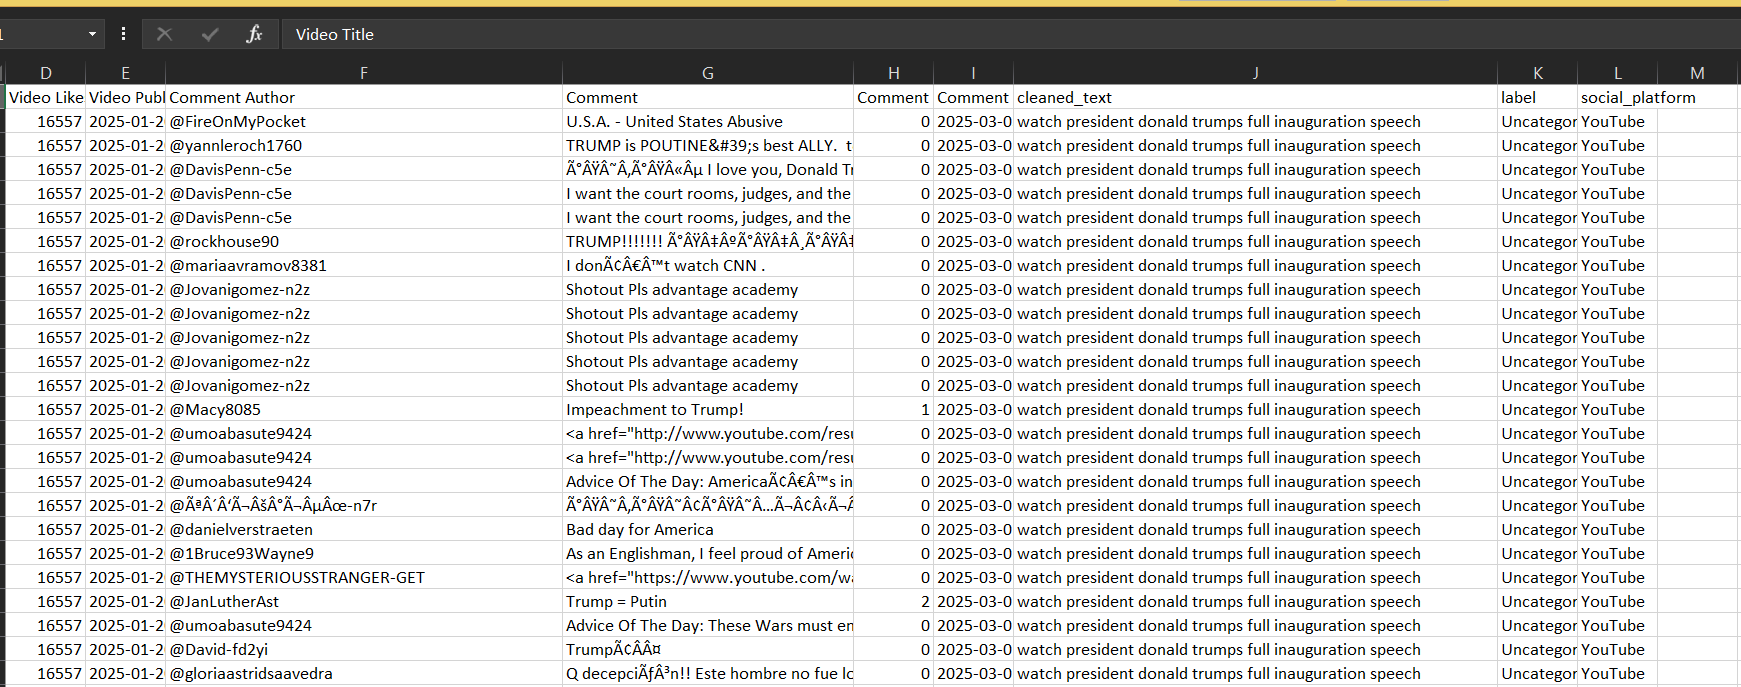 fx Video Title
D E F G H I J K L M
Video Like Video Publ Comment Author Comment Comment Comment cleaned_text label social_platform
16557 2025-01-2 @FireOnMyPocket U.S.A. - United States Abusive 0 2025-03-0 watch president donald trumps full inauguration speech Uncategor YouTube
16557 2025-01-2 @yannleroch1760 TRUMP is POUTINE&#39;s best ALLY. t 0 2025-03-0 watch president donald trumps full inauguration speech Uncategor YouTube
16557 2025-01-2 @DavisPenn-c5e Ã°ÂŸÂ˜Â‚Ã°ÂŸÂ«Âµ I love you, Donald Tr 0 2025-03-0 watch president donald trumps full inauguration speech Uncategor YouTube
16557 2025-01-2 @DavisPenn-c5e I want the court rooms, judges, and the 0 2025-03-0 watch president donald trumps full inauguration speech Uncategor YouTube
16557 2025-01-2 @DavisPenn-c5e I want the court rooms, judges, and the 0 2025-03-0 watch president donald trumps full inauguration speech Uncategor YouTube
16557 2025-01-2 @rockhouse90 TRUMP!!!!!!! Ã°ÂŸÂ‡ÂºÃ°ÂŸÂ‡Â¸Ã°ÂŸÂ‡ 0 2025-03-0 watch president donald trumps full inauguration speech Uncategor YouTube
16557 2025-01-2 @mariaavramov8381 I donÃ¢Â€Â™t watch CNN . 0 2025-03-0 watch president donald trumps full inauguration speech Uncategor YouTube
16557 2025-01-2 @Jovanigomez-n2z Shotout Pls advantage academy 0 2025-03-0 watch president donald trumps full inauguration speech Uncategor YouTube
16557 2025-01-2 @Jovanigomez-n2z Shotout Pls advantage academy 0 2025-03-0 watch president donald trumps full inauguration speech Uncategor YouTube
16557 2025-01-2 @Jovanigomez-n2z Shotout Pls advantage academy 0 2025-03-0 watch president donald trumps full inauguration speech Uncategor YouTube
16557 2025-01-2 @Jovanigomez-n2z Shotout Pls advantage academy 0 2025-03-0 watch president donald trumps full inauguration speech Uncategor YouTube
16557 2025-01-2 @Jovanigomez-n2z Shotout Pls advantage academy 0 2025-03-0 watch president donald trumps full inauguration speech Uncategor YouTube
16557 2025-01-2 @Macy8085 Impeachment to Trump! 1 2025-03-0 watch president donald trumps full inauguration speech Uncategor YouTube
16557 2025-01-2 @umoabasute9424 <a href="http://www.youtube.com/resu 0 2025-03-0 watch president donald trumps full inauguration speech Uncategor YouTube
16557 2025-01-2 @umoabasute9424 <a href="http://www.youtube.com/resu 0 2025-03-0 watch president donald trumps full inauguration speech Uncategor YouTube
16557 2025-01-2 @umoabasute9424 Advice Of The Day: AmericaÃ¢Â€Â™s in 0 2025-03-0 watch president donald trumps full inauguration speech Uncategor YouTube
16557 2025-01-2 0 2025-03-0 watch president donald trumps full inauguration speech Uncategor YouTube
16557 2025-01-2 @danielverstraeten Bad day for America 0 2025-03-0 watch president donald trumps full inauguration speech Uncategor YouTube
16557 2025-01-2 @1Bruce93Wayne9 As an Englishman, I feel proud of Americ 0 2025-03-0 watch president donald trumps full inauguration speech Uncategor YouTube
16557 2025-01-2 @THEMYSTERIOUSSTRANGER-GET <a href="https://www.youtube.com/wa 0 2025-03-0 watch president donald trumps full inauguration speech Uncategor YouTube
16557 2025-01-2 @JanLutherAst Trump = Putin 2 2025-03-0 watch president donald trumps full inauguration speech Uncategor YouTube
16557 2025-01-2 @umoabasute9424 Advice Of The Day: These Wars must en 0 2025-03-0 watch president donald trumps full inauguration speech Uncategor YouTube
16557 2025-01-2 @David-fd2yi TrumpÃ¢ÂÂ¤ 0 2025-03-0 watch president donald trumps full inauguration speech Uncategor YouTube
16557 2025-01-2 @gloriaastridsaavedra Q decepciÃƒÂ³n!! Este hombre no fue lo 0 2025-03-0 watch president donald trumps full inauguration speech Uncategor YouTube